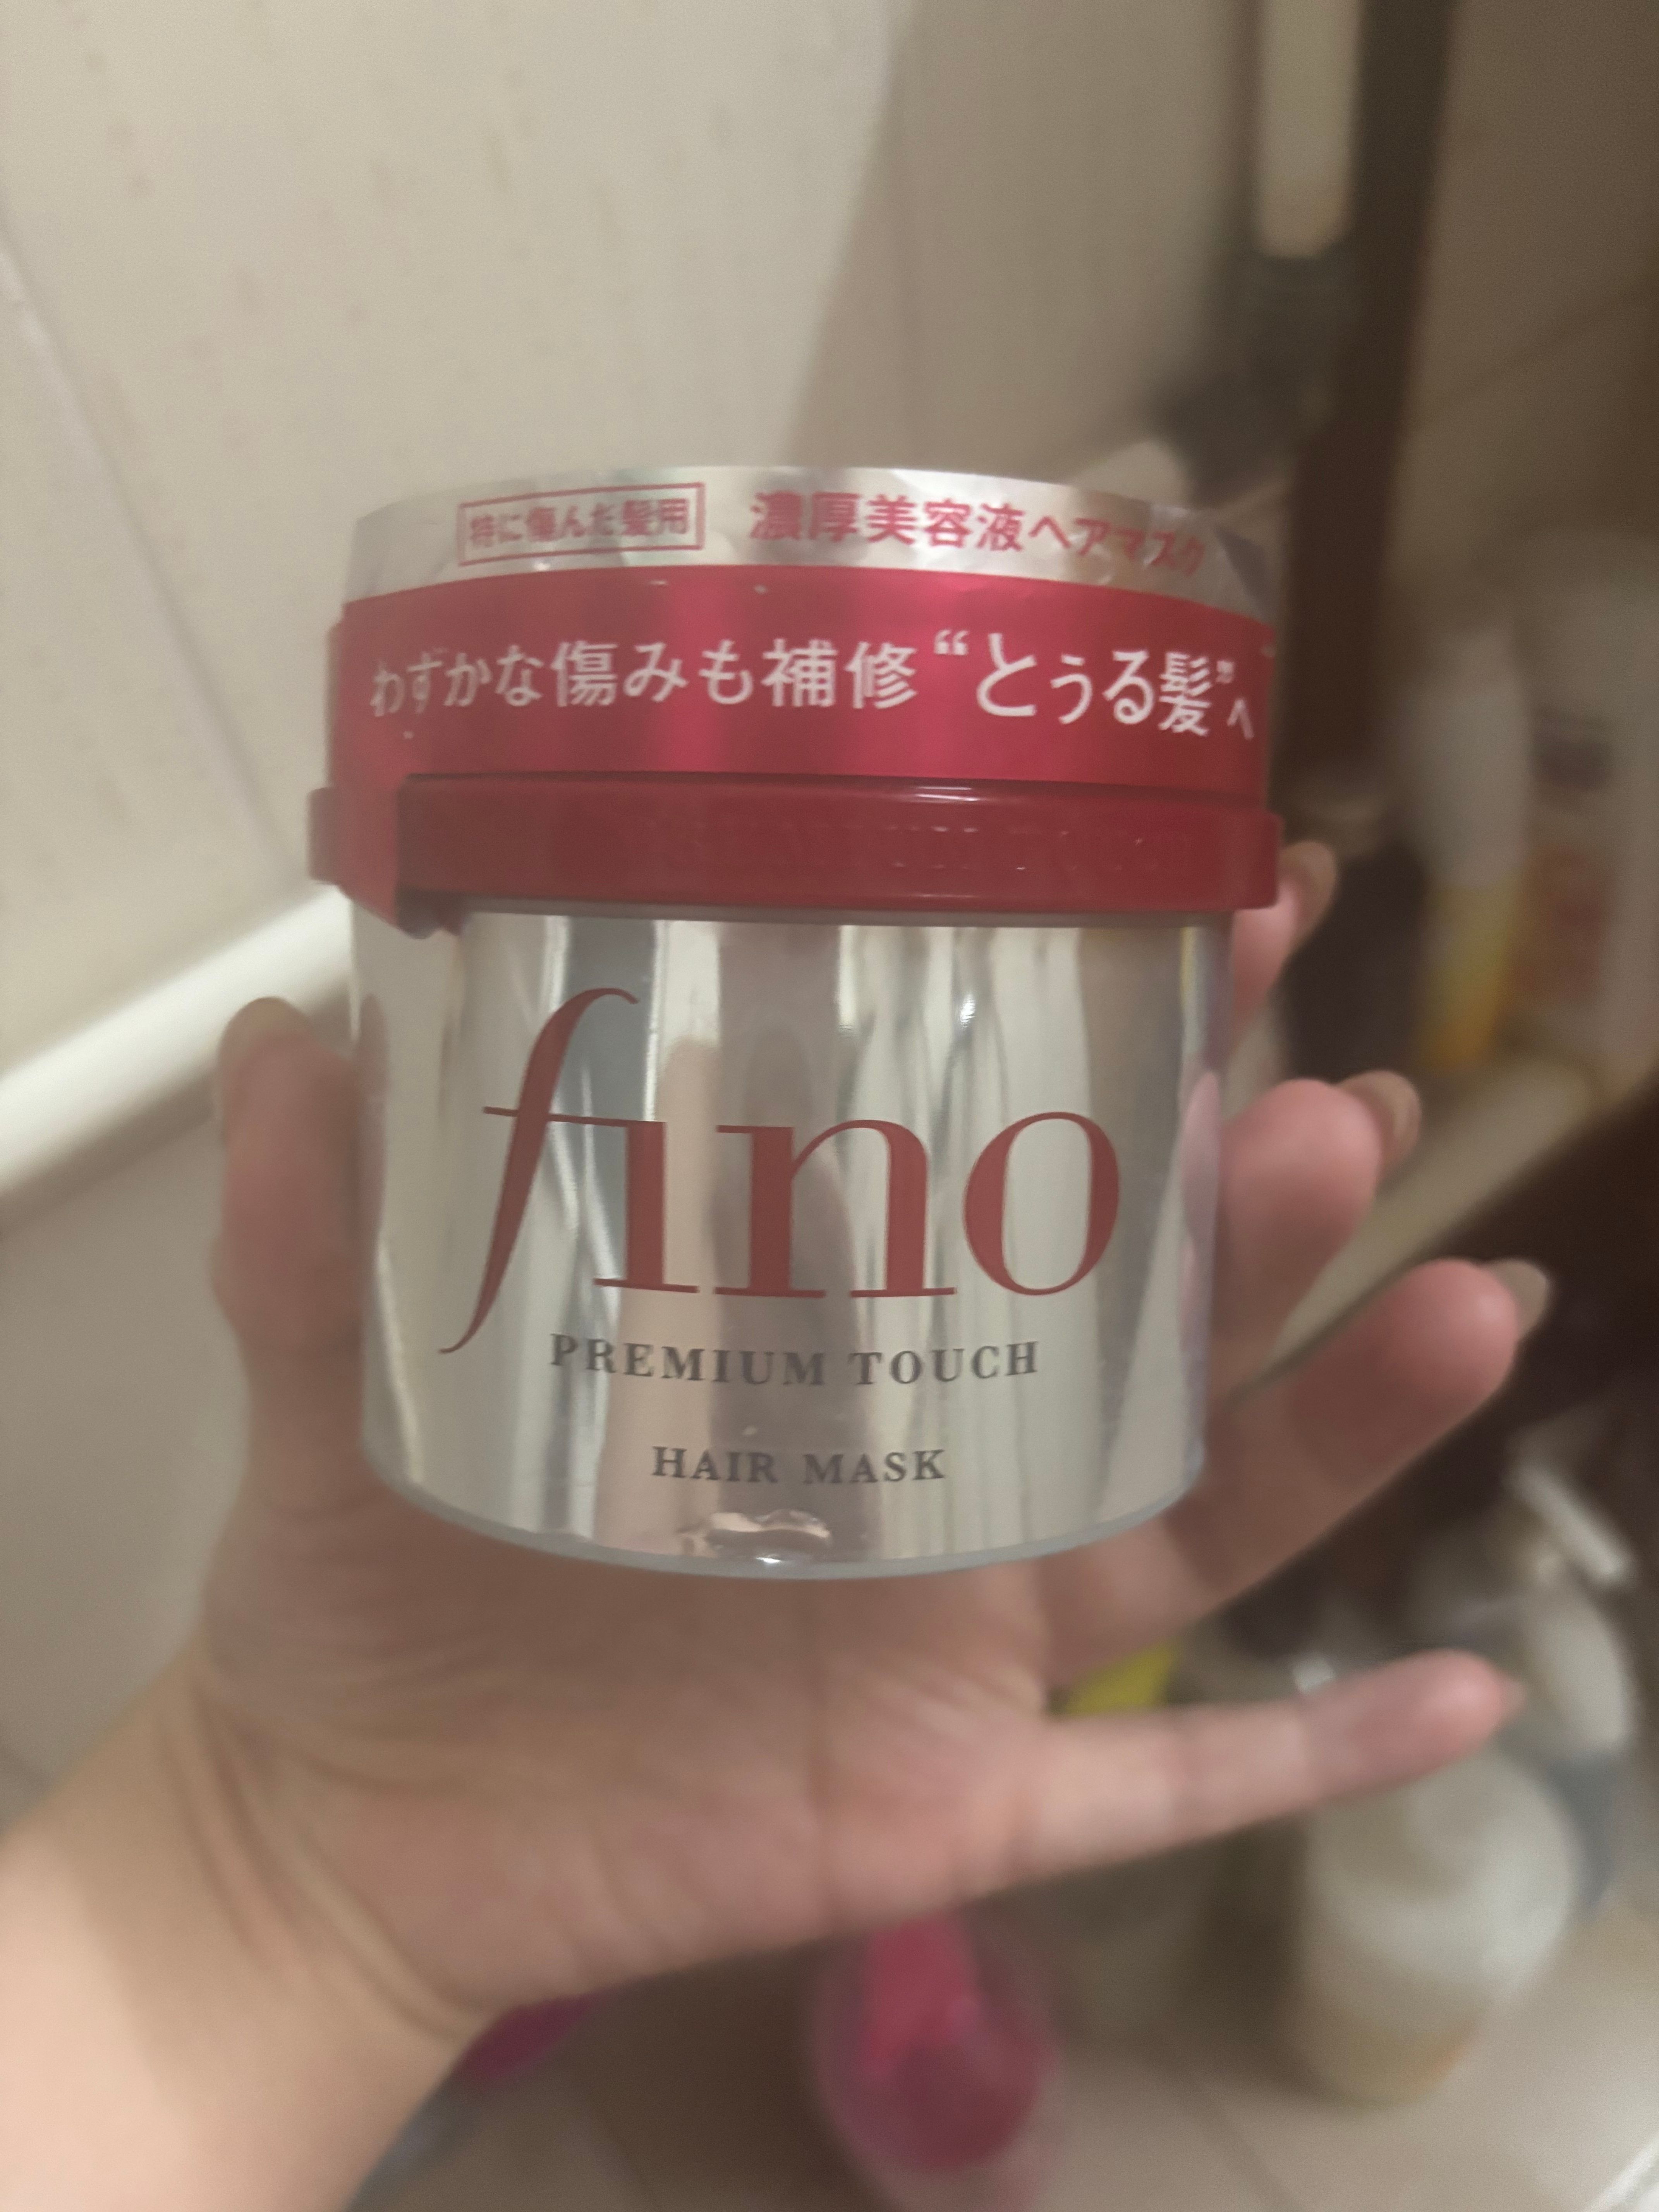 特に傷んだ髪用 濃厚美容液ヘアマスク
わずかな傷みも補修“とぅる髪”へ
fino
PREMIUM TOUCH
HAIR MASK